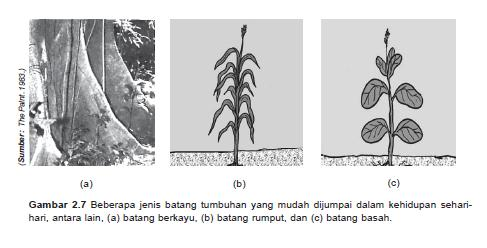 (Sumber: The Palnt. 1983.)
(a) (b) (c)
Gambar 2.7 Beberapa jenis batang tumbuhan yang mudah dijumpai dalam kehidupan sehari-
hari, antara lain, (a) batang berkayu, (b) batang rumput, dan (c) batang basah.